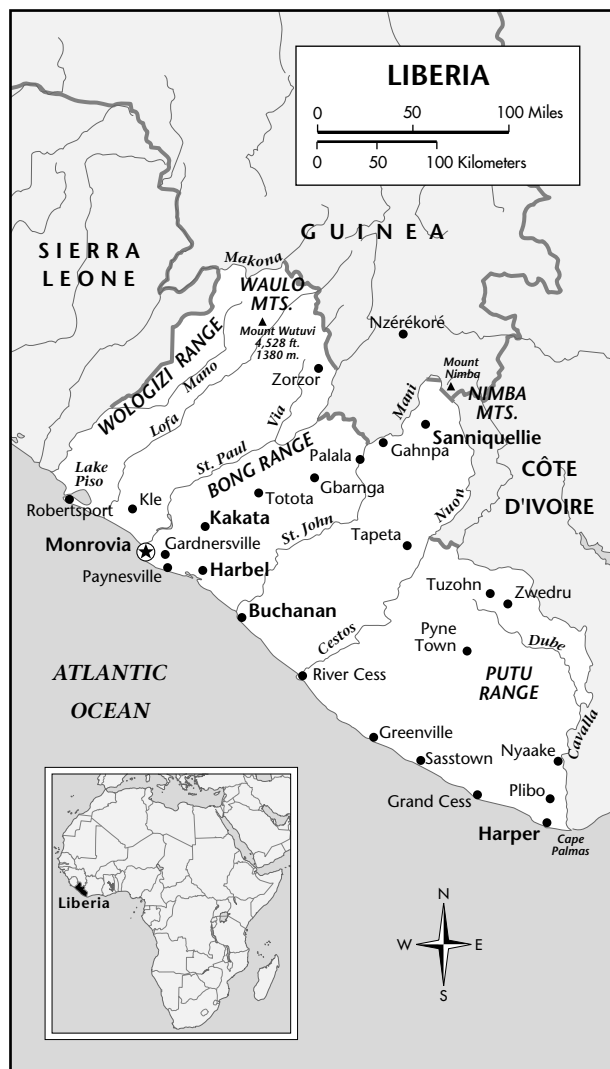 LIBERIA
0 50 100 Miles
0 50 100 Kilometers
GUINEA
SIERRA
LEONE
Makona
WAULO
MTS.
Mount Wutuvi
4,528 ft.
1380 m.
Nzérékoré
WOLOGIZI RANGE
Mano
Lofa
Zorzor
Via
Mount
Nimba
NIMBA
MTS.
Mani
Sanniquellie
St. Paul
BONG RANGE
Palala
Gahnpa
CÔTE
D'IVOIRE
Lake
Piso
Gbarnga
Totota
Robertsport
Kle
Kakata
St. John
Nuon
Monrovia
Gardnersville
Tapeta
Paynesville
Harbel
Buchanan
Tuzohn
Zwedru
Cestos
Pyne
Town
Dube
ATLANTIC
OCEAN
River Cess
PUTU
RANGE
Greenville
Cavalla
Sasstown
Nyaake
Grand Cess
Plibo
Harper
Cape
Palmas
Liberia
N
W E
S